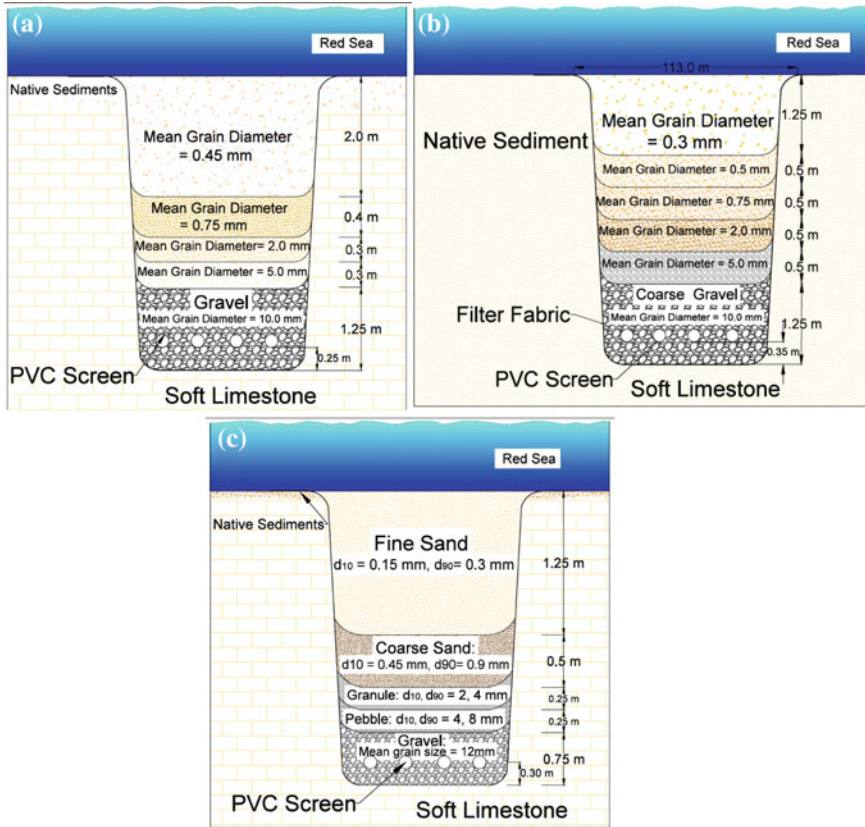 (a)
Red Sea
Native Sediments
Mean Grain Diameter
= 0.45 mm
2.0 m
Mean Grain Diameter
= 0.75 mm
0.4 m
Mean Grain Diameter= 2.0 mm
0.3 m
Mean Grain Diameter = 5.0 mm
0.3 m
Gravel
Mean Grain Diameter = 10.0 mm
1.25 m
0.25 m
PVC Screen
Soft Limestone
(b)
Red Sea
113.0 m
Native Sediment
Mean Grain Diameter
= 0.3 mm
1.25 m
Mean Grain Diameter = 0.5 mm
0.5 m
Mean Grain Diameter = 0.75 mm
0.5 m
Mean Grain Diameter = 2.0 mm
0.5 m
Mean Grain Diameter = 5.0 mm
0.5 m
Coarse Gravel
Filter Fabric
Mean Grain Diameter = 10.0 mm
1.25 m
0.35 m
PVC Screen
Soft Limestone
(c)
Red Sea
Native Sediments
Fine Sand
d10 = 0.15 mm, d90= 0.3 mm
1.25 m
Coarse Sand:
d10 = 0.45 mm, d90= 0.9 mm
0.5 m
Granule: d10, d90 = 2, 4 mm
0.25 m
Pebble: d10, d90 = 4, 8 mm
0.25 m
Gravel:
Mean grain size = 12mm
0.75 m
0.30 m
PVC Screen
Soft Limestone